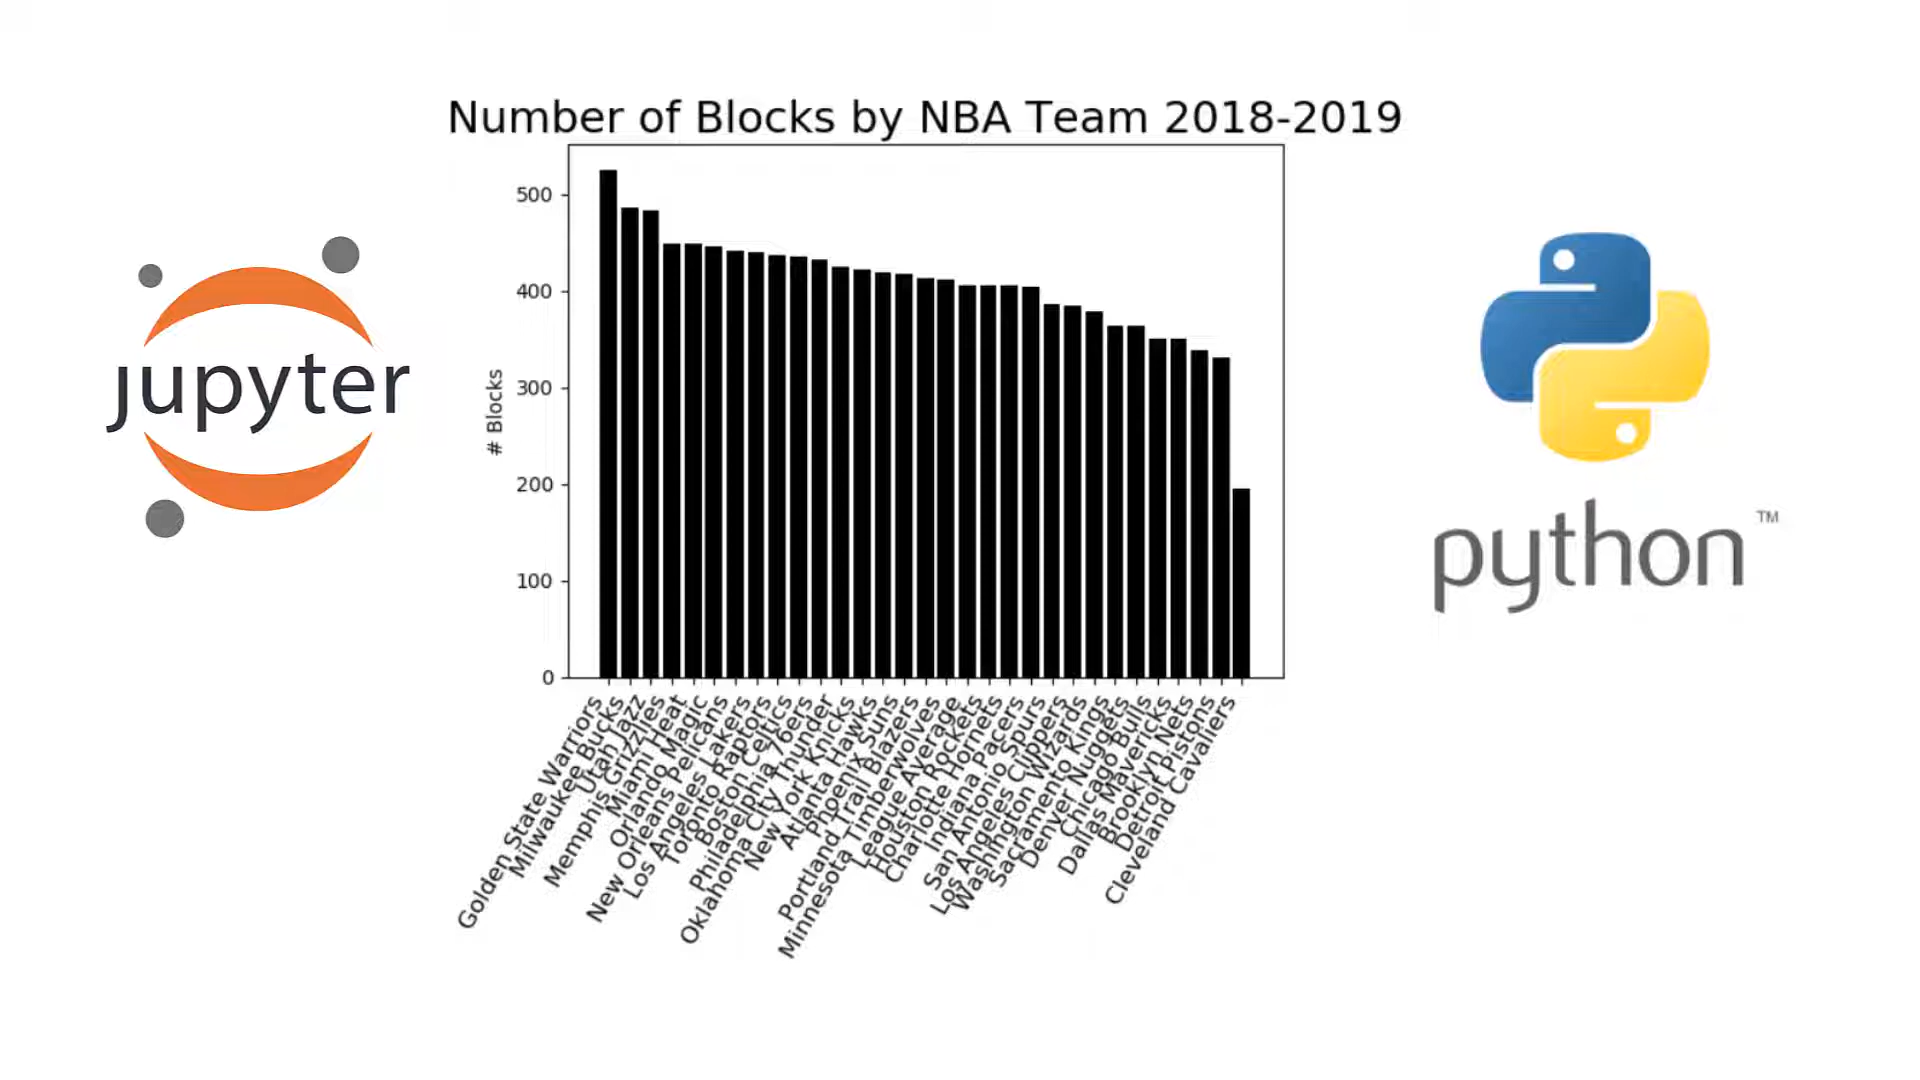 Number of Blocks by NBA Team 2018-2019
500
400
300
200
100
0
# Blocks
Golden State Warriors
Milwaukee Bucks
Utah Jazz
Memphis Grizzlies
Miami Heat
Orlando Magic
New Orleans Pelicans
Los Angeles Lakers
Toronto Raptors
Boston Celtics
Philadelphia 76ers
Oklahoma City Thunder
New York Knicks
Atlanta Hawks
Phoenix Suns
Portland Trail Blazers
Minnesota Timberwolves
League Average
Houston Rockets
Charlotte Hornets
Indiana Pacers
San Antonio Spurs
Los Angeles Clippers
Washington Wizards
Sacramento Kings
Denver Nuggets
Chicago Bulls
Dallas Mavericks
Brooklyn Nets
Detroit Pistons
Cleveland Cavaliers
jupyter
python TM